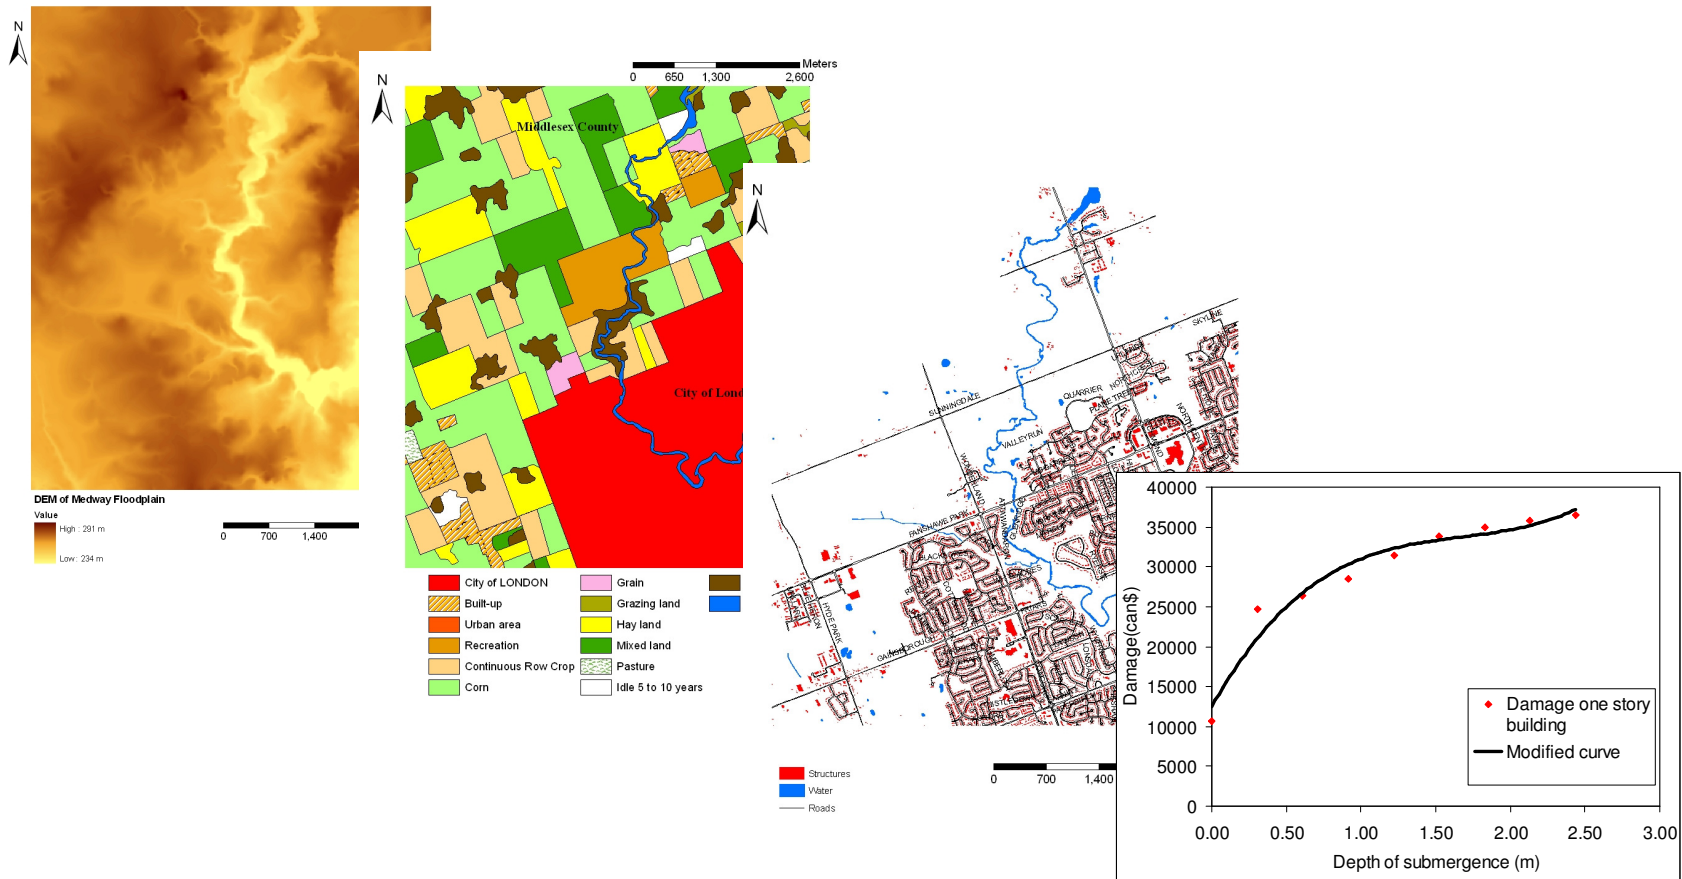 N
DEM of Medway Floodplain
Value
High : 291 m
Low : 234 m
0 700 1,400
N
Meters
0 650 1,300 2,600
Middlesex County
City of Lond
City of LONDON
Built-up
Urban area
Recreation
Continuous Row Crop
Corn
Grain
Grazing land
Hay land
Mixed land
Pasture
Idle 5 to 10 years
N
SKYLINE
QUARRIER
SUNNINGDALE
VALLEYRUN
FANSHAWE PARK
HYDE PARK
GAINSBOROUGH
Structures
Water
Roads
0 700 1,400
40000
35000
30000
25000
20000
15000
10000
5000
0
Damage(can$)
0.00 0.50 1.00 1.50 2.00 2.50 3.00
Depth of submergence (m)
Damage one story
building
Modified curve